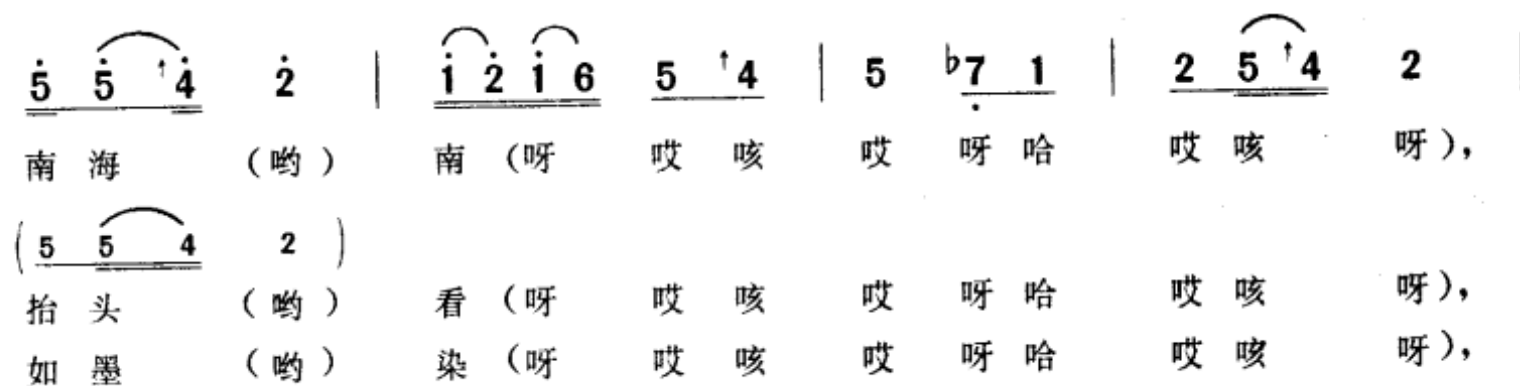 5 5 ↑4 2 | 1 2 1 6 5 ↑4 | 5 ♭7 1 | 2 5 ↑4 2 |
南 海 （哟） 南（呀 哎 咳 哎 呀 哈 哎 咳 呀），
( 5 5 4 2 )
抬 头 （哟） 看（呀 哎 咳 哎 呀 哈 哎 咳 呀），
如 墨 （哟） 染（呀 哎 咳 哎 呀 哈 哎 咳 呀），